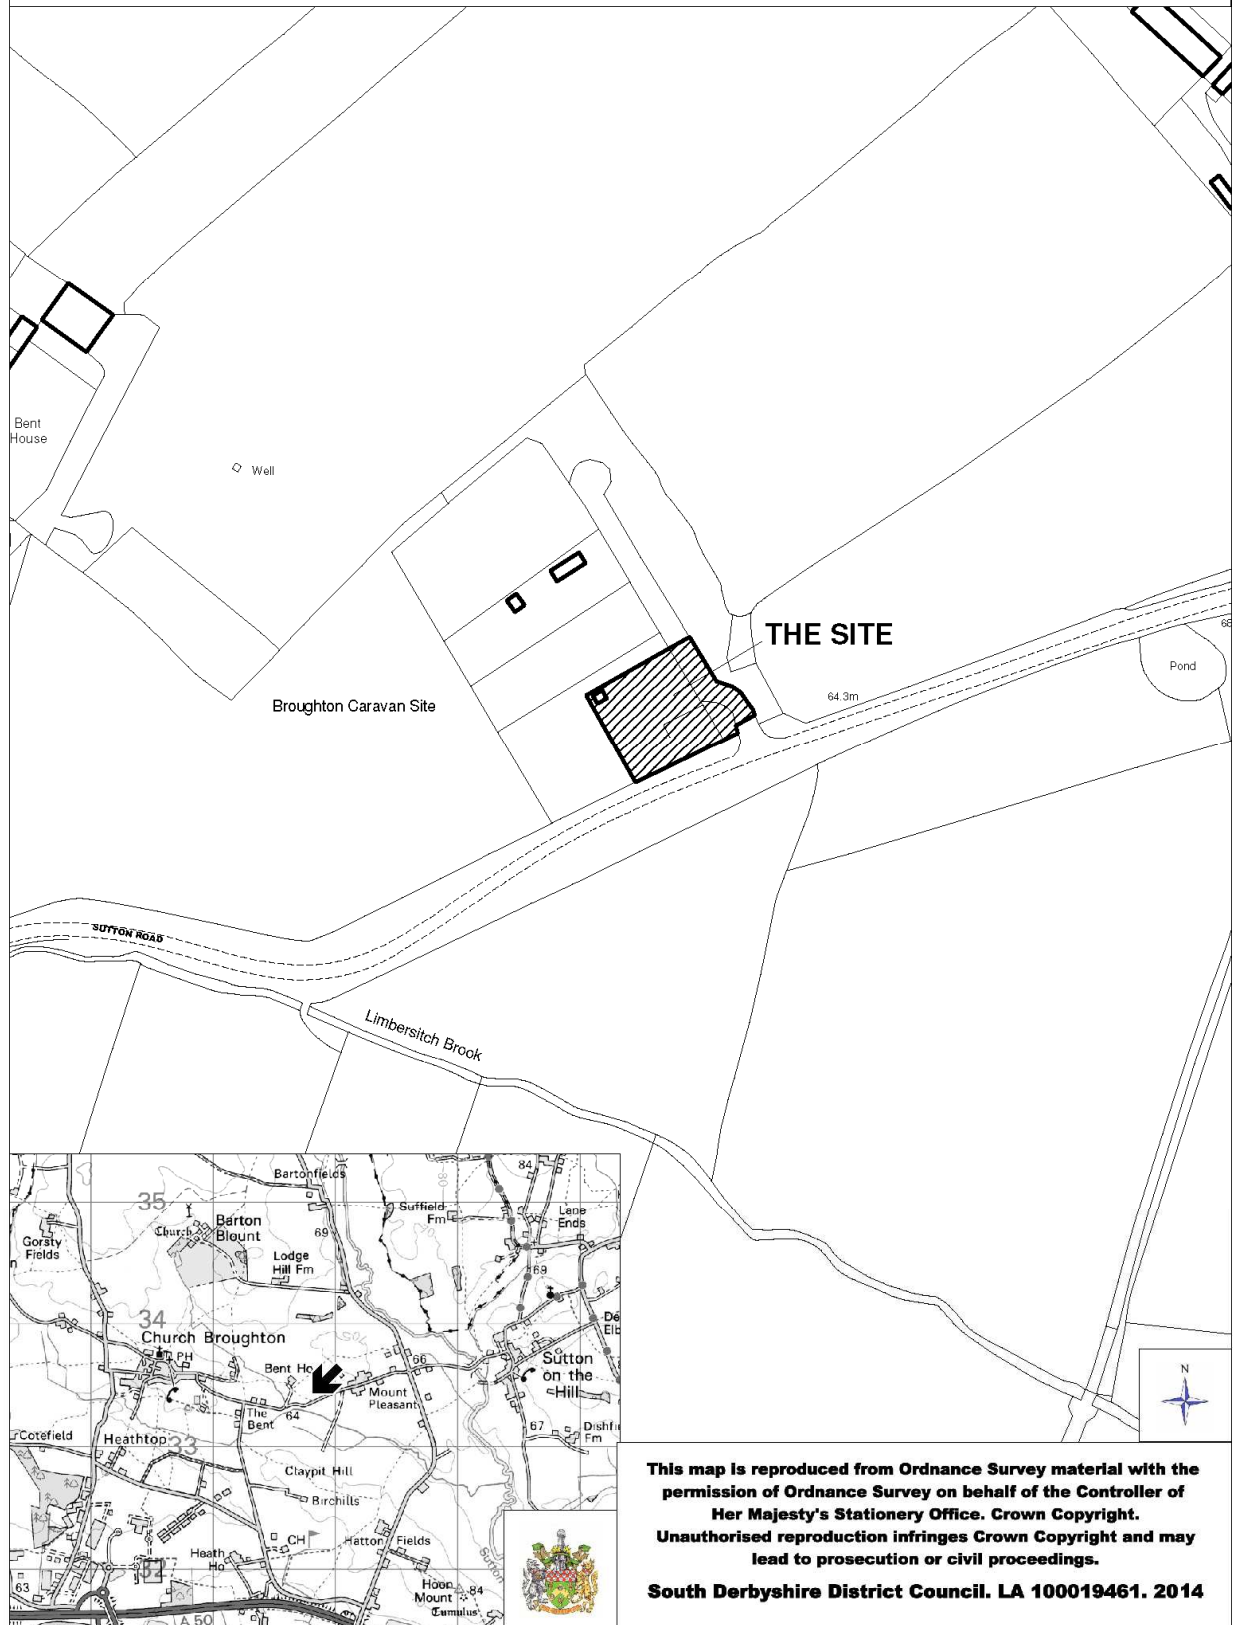 Bent
House
Well
THE SITE
68
Pond
64.3m
Broughton Caravan Site
SUTTON ROAD
Limbersitch Brook
Bartonfields
84
35
Suffield
Fm
Lane
Ends
Barton
Blount
Church
69
Gorsty
Fields
Lodge
Hill Fm
69
34
Church Broughton
PH
Bent Ho
66
Sutton
on the
Hill
Mount
Pleasant
The
Bent
64
67
Fm
Cotefield
Heathtop
33
Claypit Hill
Birchills
CH
Hatton Fields
Heath
Ho
32
63
Hoon
Mount
84
Tumulus
Sutton
A 50
N
This map is reproduced from Ordnance Survey material with the
permission of Ordnance Survey on behalf of the Controller of
Her Majesty's Stationery Office. Crown Copyright.
Unauthorised reproduction infringes Crown Copyright and may
lead to prosecution or civil proceedings.
South Derbyshire District Council. LA 100019461. 2014